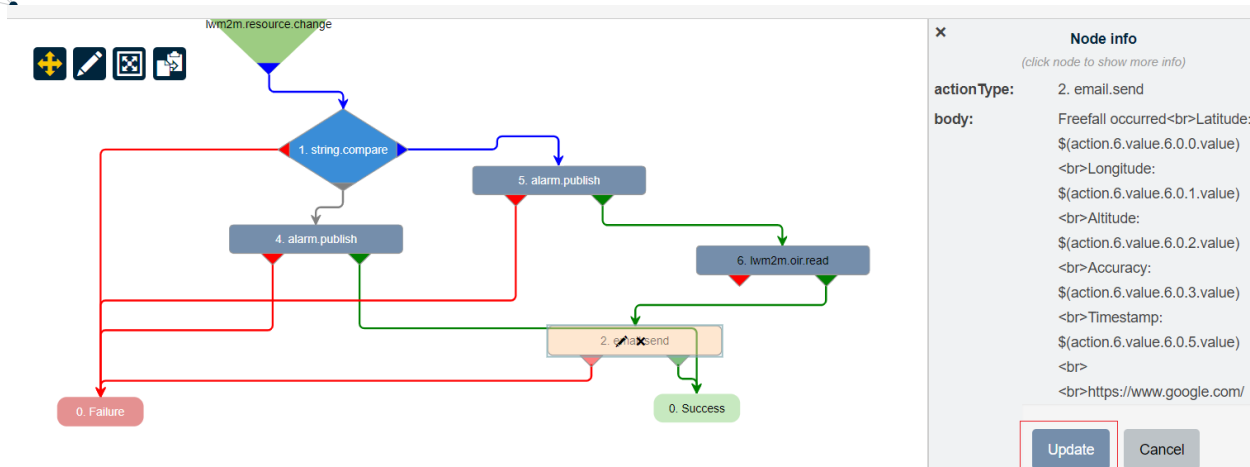 lwm2m.resource.change
1. string.compare
5. alarm.publish
4. alarm.publish
6. lwm2m.oir.read
2. email.send
0. Failure
0. Success
Node info
(click node to show more info)
actionType: 2. email.send
body: Freefall occurred<br>Latitude:
$(action.6.value.6.0.0.value)
<br>Longitude:
$(action.6.value.6.0.1.value)
<br>Altitude:
$(action.6.value.6.0.2.value)
<br>Accuracy:
$(action.6.value.6.0.3.value)
<br>Timestamp:
$(action.6.value.6.0.5.value)
<br>
<br>https://www.google.com/
Update Cancel